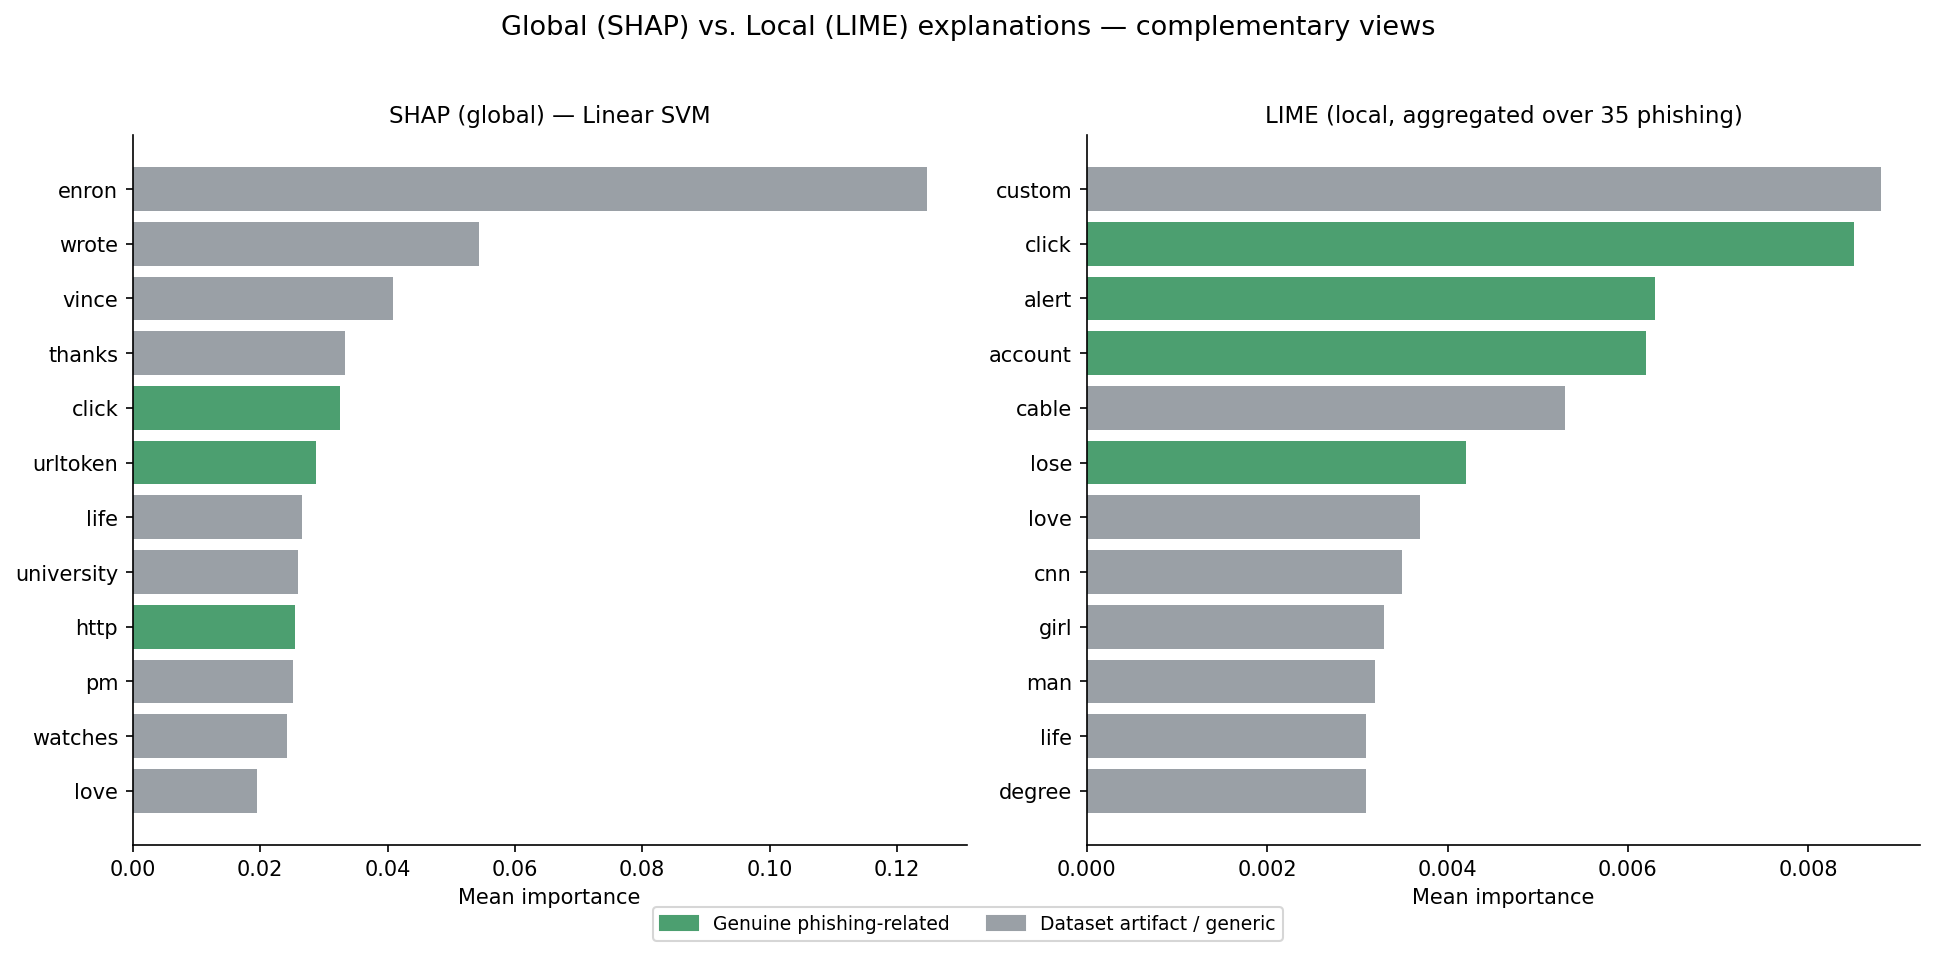 Global (SHAP) vs. Local (LIME) explanations — complementary views
SHAP (global) — Linear SVM
enron
wrote
vince
thanks
click
urltoken
life
university
http
pm
watches
love
0.00 0.02 0.04 0.06 0.08 0.10 0.12
Mean importance
LIME (local, aggregated over 35 phishing)
custom
click
alert
account
cable
lose
love
cnn
girl
man
life
degree
0.000 0.002 0.004 0.006 0.008
Mean importance
Genuine phishing-related Dataset artifact / generic